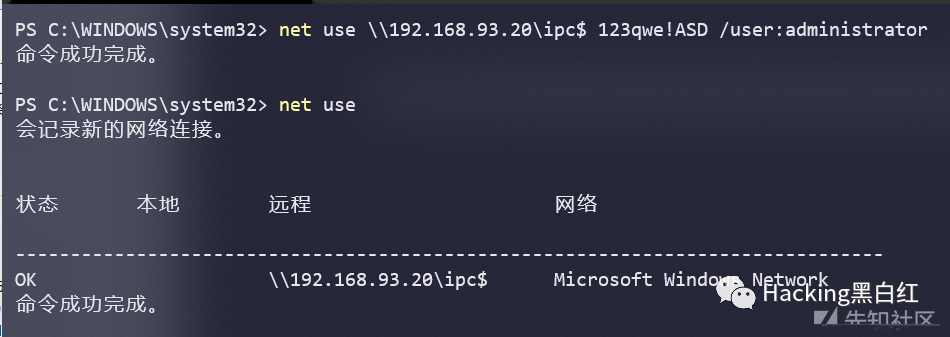 PS C:\WINDOWS\system32> net use \\192.168.93.20\ipc$ 123qwe!ASD /user:administrator
命令成功完成。
PS C:\WINDOWS\system32> net use
会记录新的网络连接。
状态 本地 远程 网络
-------------------------------------------------------------------------------
OK \\192.168.93.20\ipc$ Microsoft Windows Network
命令成功完成。
Hacking黑白红
先知社区